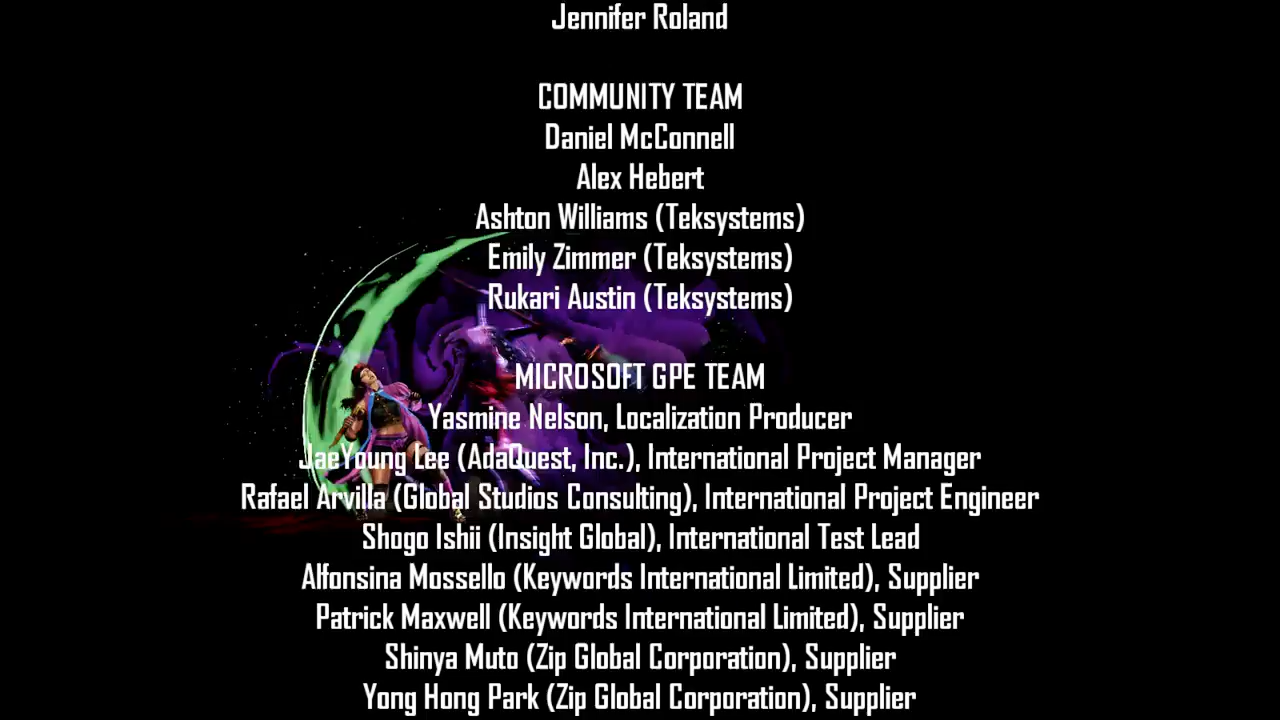 Jennifer Roland
COMMUNITY TEAM
Daniel McConnell
Alex Hebert
Ashton Williams (Teksystems)
Emily Zimmer (Teksystems)
Rukari Austin (Teksystems)
MICROSOFT GPE TEAM
Yasmine Nelson, Localization Producer
JaeYoung Lee (AdaQuest, Inc.), International Project Manager
Rafael Arvilla (Global Studios Consulting), International Project Engineer
Shogo Ishii (Insight Global), International Test Lead
Alfonsina Mossello (Keywords International Limited), Supplier
Patrick Maxwell (Keywords International Limited), Supplier
Shinya Muto (Zip Global Corporation), Supplier
Yong Hong Park (Zip Global Corporation), Supplier